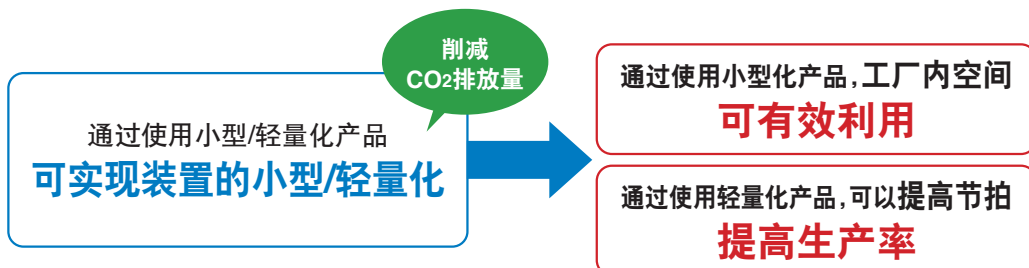 削减
CO2排放量
通过使用小型/轻量化产品
可实现装置的小型/轻量化
通过使用小型化产品,工厂内空间
可有效利用
通过使用轻量化产品,可以提高节拍
提高生产率